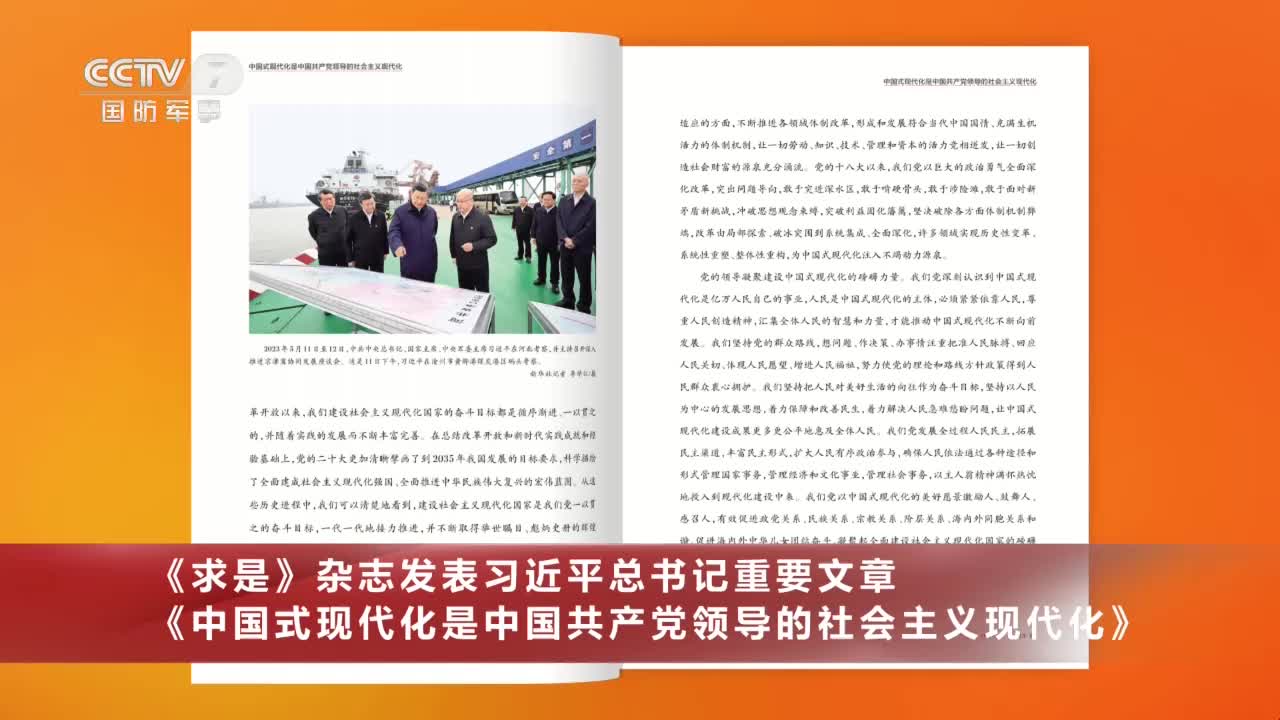 CCTV 7
国防军事
中国式现代化是中国共产党领导的社会主义现代化
安全第
2023年5月11日至12日，中共中央总书记、国家主席、中央军委主席习近平在河北考察，并主持召开深入
推进京津冀协同发展座谈会。这是11日下午，习近平在沧州市黄骅港煤炭港区码头考察。
新华社记者 鞠鹏/摄
革开放以来，我们建设社会主义现代化国家的奋斗目标都是循序渐进、一以贯之
的，并随着实践的发展而不断丰富完善。在总结改革开放和新时代实践成就和经
验基础上，党的二十大更加清晰擘画了到2035年我国发展的目标要求，科学描绘
了全面建成社会主义现代化强国、全面推进中华民族伟大复兴的宏伟蓝图。从这
些历史进程中，我们可以清楚地看到，建设社会主义现代化国家是我们党一以贯
之的奋斗目标，一代一代地接力推进，并不断取得举世瞩目、彪炳史册的辉煌
中国式现代化是中国共产党领导的社会主义现代化
适应的方面，不断推进各领域体制改革，形成和发展符合当代中国国情、充满生机
活力的体制机制，让一切劳动、知识、技术、管理和资本的活力竞相迸发，让一切创
造社会财富的源泉充分涌流。党的十八大以来，我们党以巨大的政治勇气全面深
化改革，突出问题导向，敢于突进深水区，敢于啃硬骨头，敢于涉险滩，敢于面对新
矛盾新挑战，冲破思想观念束缚，突破利益固化藩篱，坚决破除各方面体制机制弊
端，改革由局部探索、破冰突围到系统集成、全面深化，许多领域实现历史性变革、
系统性重塑、整体性重构，为中国式现代化注入不竭动力源泉。
党的领导凝聚建设中国式现代化的磅礴力量。我们党深刻认识到中国式现
代化是亿万人民自己的事业，人民是中国式现代化的主体，必须紧紧依靠人民，尊
重人民创造精神，汇集全体人民的智慧和力量，才能推动中国式现代化不断向前
发展。我们坚持党的群众路线，想问题、作决策、办事情注重把准人民脉搏、回应
人民关切、体现人民愿望、增进人民福祉，努力使党的理论和路线方针政策得到人
民群众衷心拥护。我们坚持把人民对美好生活的向往作为奋斗目标，坚持以人民
为中心的发展思想，着力保障和改善民生，着力解决人民急难愁盼问题，让中国式
现代化建设成果更多更公平地惠及全体人民。我们党发展全过程人民民主，拓展
民主渠道，丰富民主形式，扩大人民有序政治参与，确保人民依法通过各种途径和
形式管理国家事务，管理经济和文化事业，管理社会事务，以主人翁精神满怀热忱
地投入到现代化建设中来。我们党以中国式现代化的美好愿景激励人、鼓舞人、
感召人，有效促进政党关系、民族关系、宗教关系、阶层关系、海内外同胞关系和
谐，促进海内外中华儿女团结奋斗，凝聚起全面建设社会主义现代化国家的磅礴
《求是》杂志发表习近平总书记重要文章
《中国式现代化是中国共产党领导的社会主义现代化》